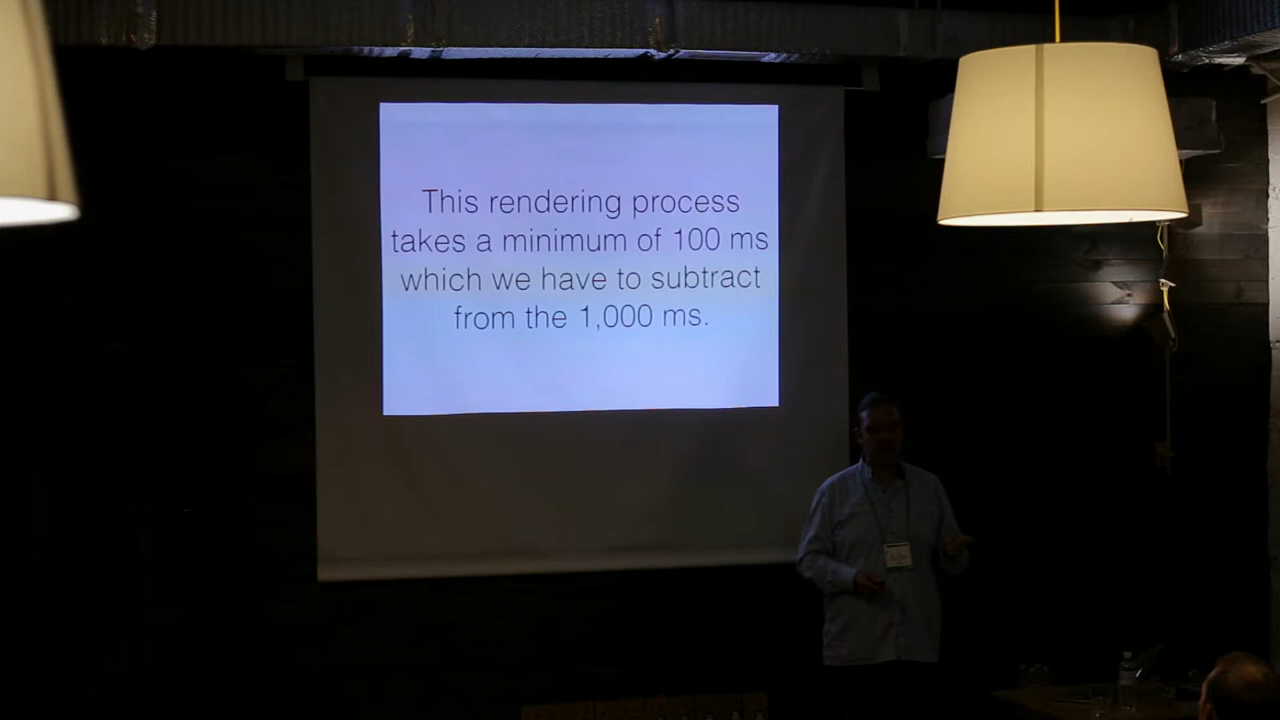 This rendering process
takes a minimum of 100 ms
which we have to subtract
from the 1,000 ms.